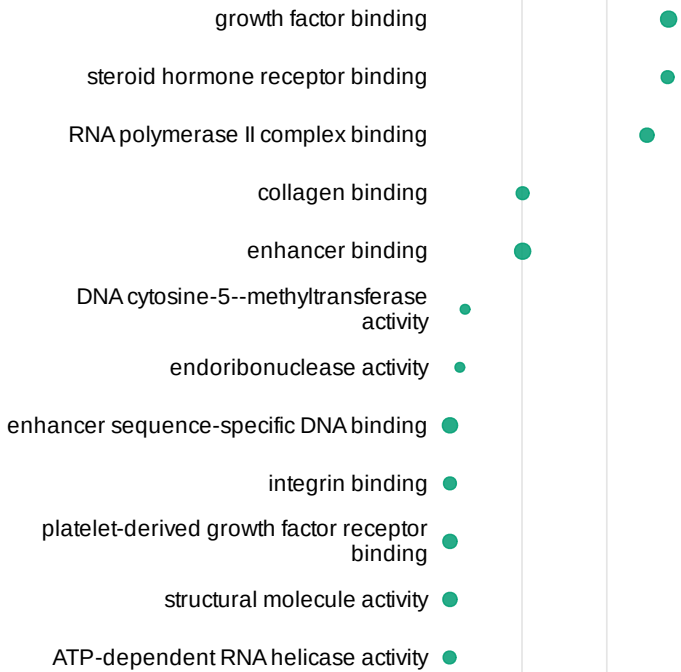 growth factor binding
steroid hormone receptor binding
RNA polymerase II complex binding
collagen binding
enhancer binding
DNA cytosine-5--methyltransferase
activity
endoribonuclease activity
enhancer sequence-specific DNA binding
integrin binding
platelet-derived growth factor receptor
binding
structural molecule activity
ATP-dependent RNA helicase activity